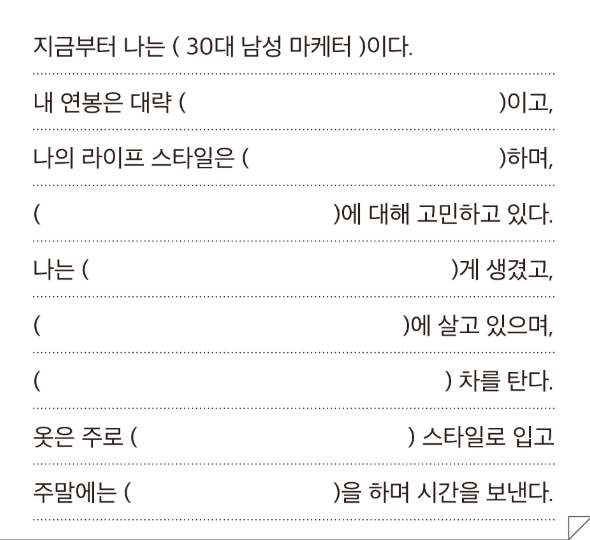 지금부터 나는 ( 30대 남성 마케터 )이다.
내 연봉은 대략 ( )이고,
나의 라이프 스타일은 ( )하며,
( )에 대해 고민하고 있다.
나는 ( )게 생겼고,
( )에 살고 있으며,
( ) 차를 탄다.
옷은 주로 ( ) 스타일로 입고
주말에는 ( )을 하며 시간을 보낸다.